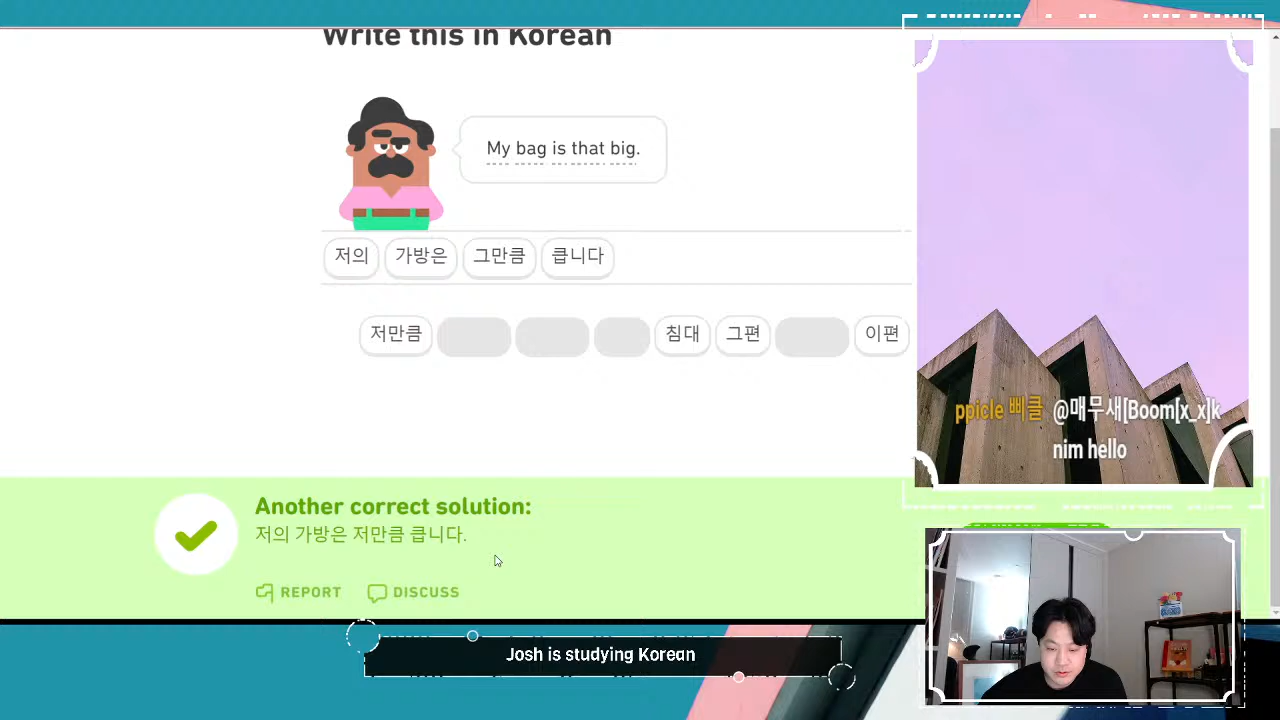 Write this in Korean
My bag is that big.
저의 가방은 그만큼 큽니다
저만큼 침대 그편 이편
Another correct solution:
저의 가방은 저만큼 큽니다.
REPORT DISCUSS
ppicle 삐클 @매무새[Boom[x_x]k
nim hello
Josh is studying Korean